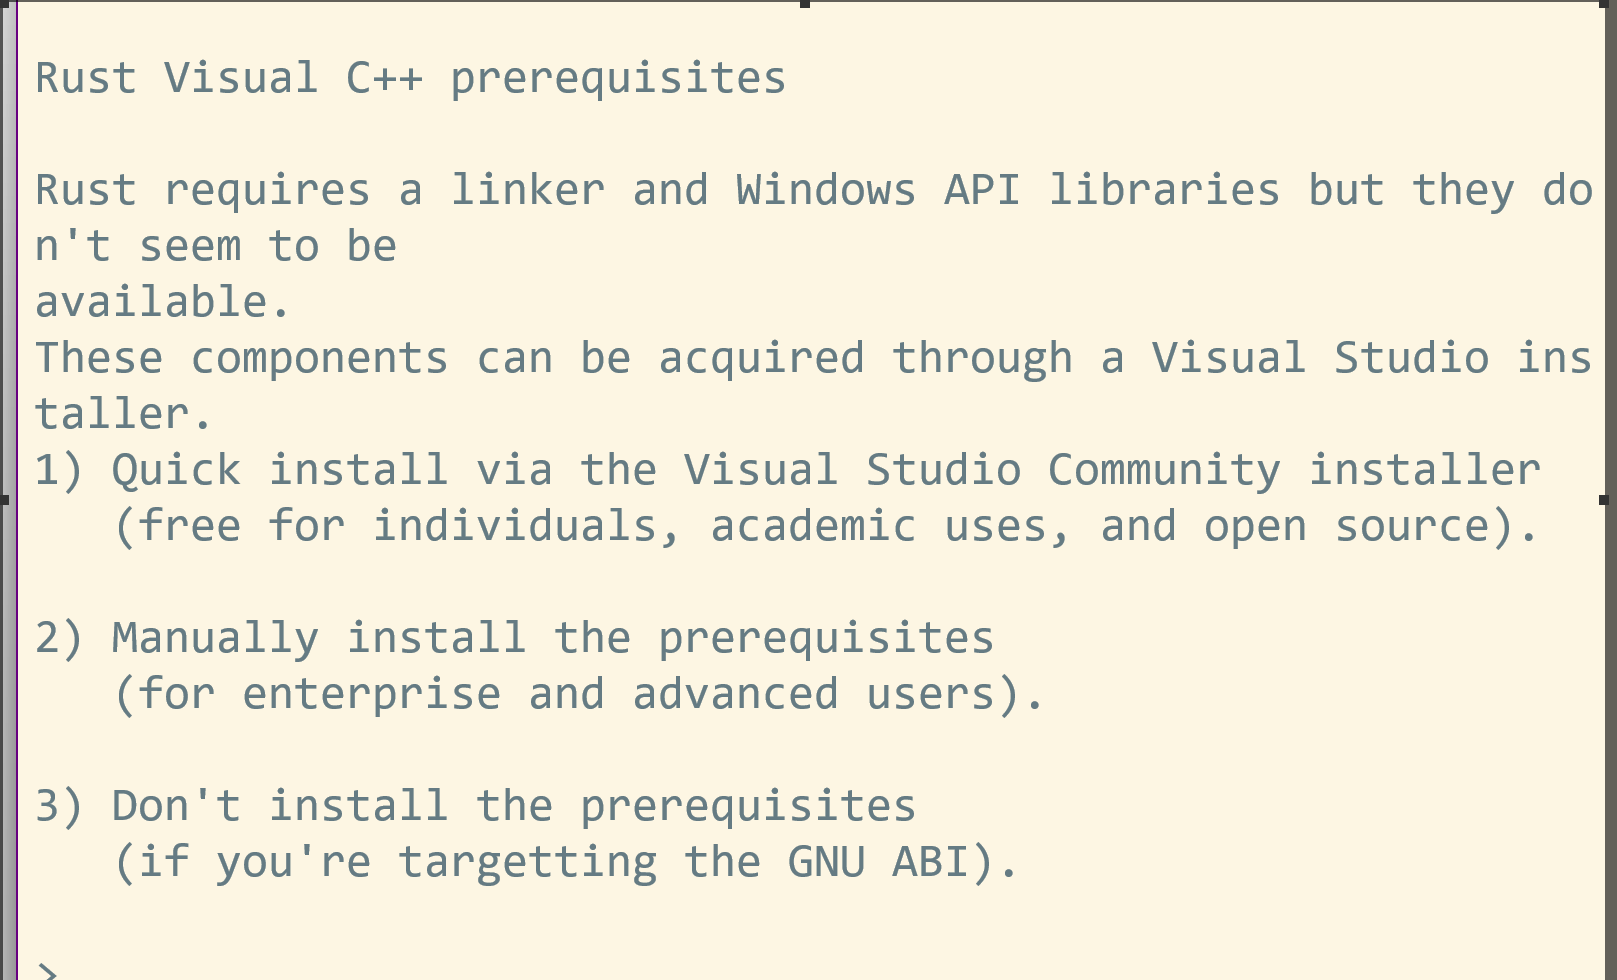 Rust Visual C++ prerequisites
Rust requires a linker and Windows API libraries but they do
n't seem to be
available.
These components can be acquired through a Visual Studio ins
taller.
1) Quick install via the Visual Studio Community installer
(free for individuals, academic uses, and open source).
2) Manually install the prerequisites
(for enterprise and advanced users).
3) Don't install the prerequisites
(if you're targetting the GNU ABI).
>